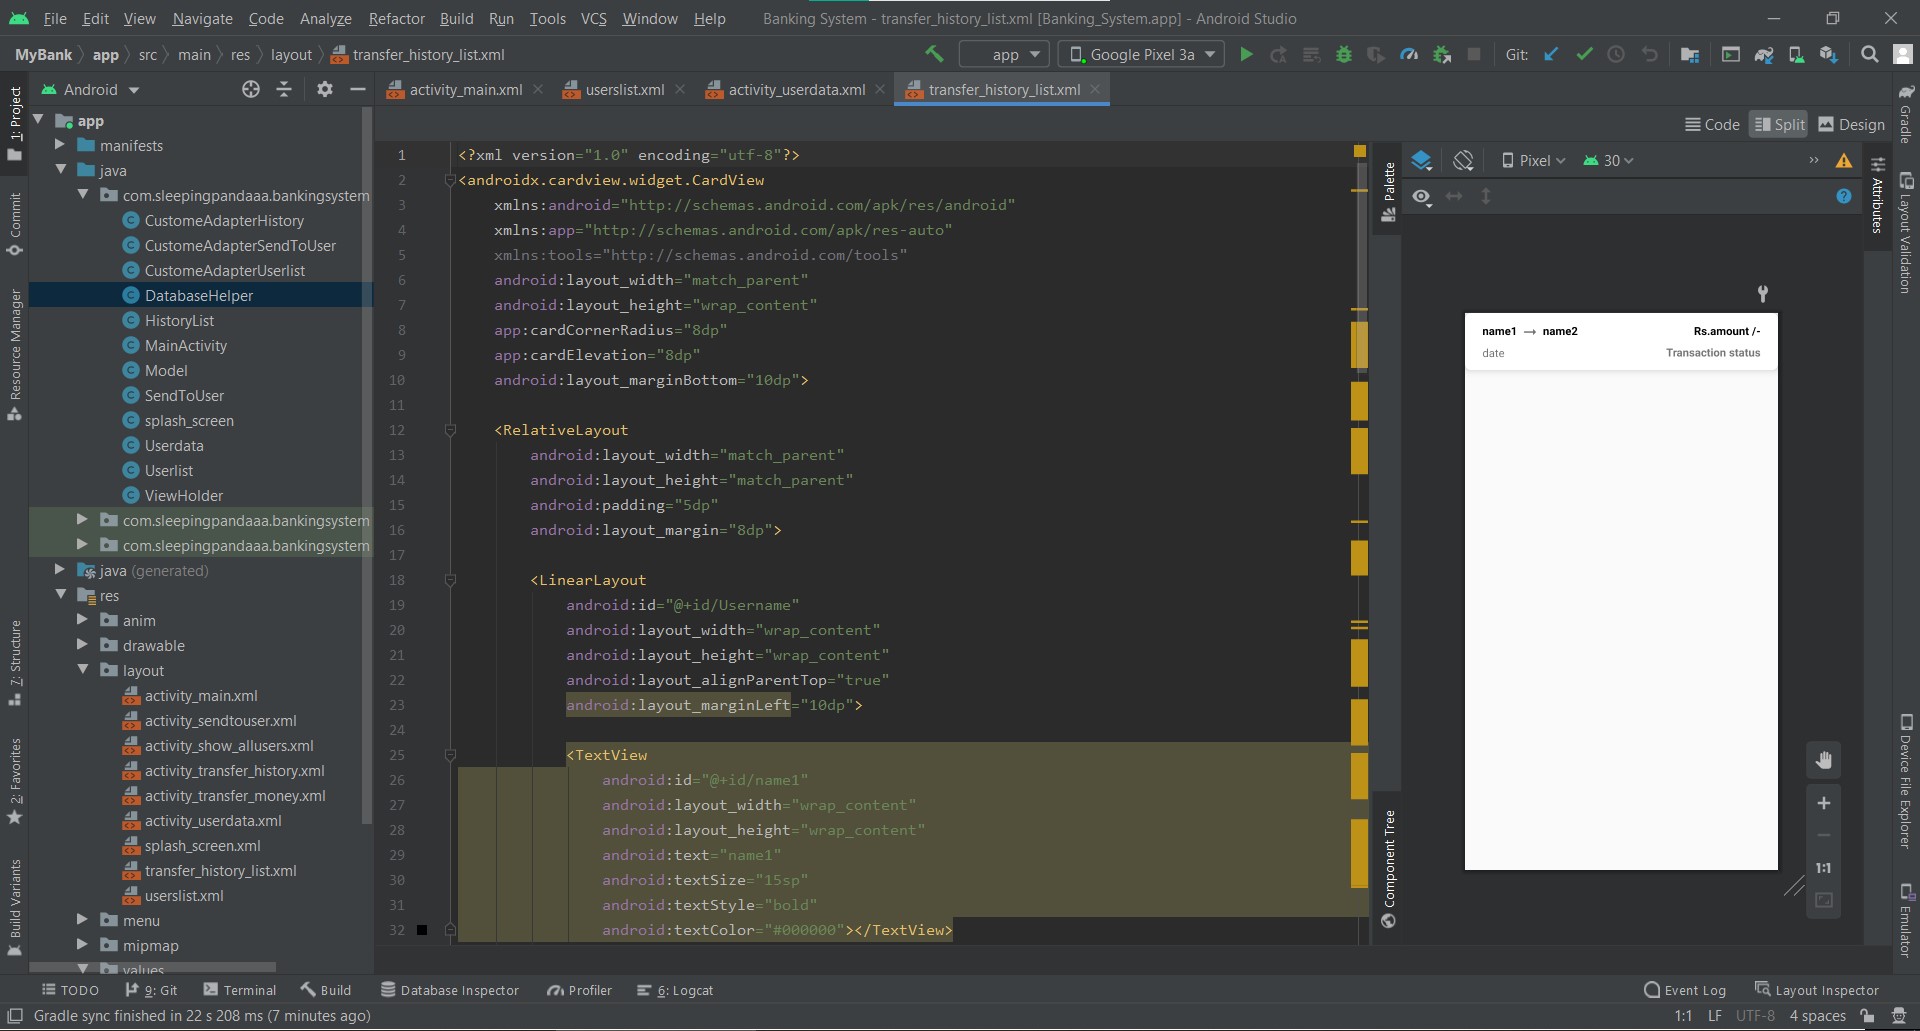 File Edit View Navigate Code Analyze Refactor Build Run Tools VCS Window Help Banking System - transfer_history_list.xml [Banking_System.app] - Android Studio
MyBank app src main res layout transfer_history_list.xml app Google Pixel 3a Git:
1: Project
Commit
Resource Manager
7: Structure
2: Favorites
Build Variants
Android
app
manifests
java
com.sleepingpandaaa.bankingsystem
CustomeAdapterHistory
CustomeAdapterSendToUser
CustomeAdapterUserlist
DatabaseHelper
HistoryList
MainActivity
Model
SendToUser
splash_screen
Userdata
Userlist
ViewHolder
com.sleepingpandaaa.bankingsystem
com.sleepingpandaaa.bankingsystem
java (generated)
res
anim
drawable
layout
activity_main.xml
activity_sendtouser.xml
activity_show_allusers.xml
activity_transfer_history.xml
activity_transfer_money.xml
activity_userdata.xml
splash_screen.xml
transfer_history_list.xml
userslist.xml
menu
mipmap
values
activity_main.xml userslist.xml activity_userdata.xml transfer_history_list.xml
Code Split Design
1 <?xml version="1.0" encoding="utf-8"?>
2 <androidx.cardview.widget.CardView
3 xmlns:android="http://schemas.android.com/apk/res/android"
4 xmlns:app="http://schemas.android.com/apk/res-auto"
5 xmlns:tools="http://schemas.android.com/tools"
6 android:layout_width="match_parent"
7 android:layout_height="wrap_content"
8 app:cardCornerRadius="8dp"
9 app:cardElevation="8dp"
10 android:layout_marginBottom="10dp">
11
12 <RelativeLayout
13 android:layout_width="match_parent"
14 android:layout_height="match_parent"
15 android:padding="5dp"
16 android:layout_margin="8dp">
17
18 <LinearLayout
19 android:id="@+id/Username"
20 android:layout_width="wrap_content"
21 android:layout_height="wrap_content"
22 android:layout_alignParentTop="true"
23 android:layout_marginLeft="10dp">
24
25 <TextView
26 android:id="@+id/name1"
27 android:layout_width="wrap_content"
28 android:layout_height="wrap_content"
29 android:text="name1"
30 android:textSize="15sp"
31 android:textStyle="bold"
32 android:textColor="#000000"></TextView>
Palette
Component Tree
Pixel 30
name1 → name2 Rs.amount /-
date Transaction status
1:1
Attributes
Gradle
Layout Validation
Device File Explorer
Emulator
TODO 9: Git Terminal Build Database Inspector Profiler 6: Logcat Event Log Layout Inspector
Gradle sync finished in 22 s 208 ms (7 minutes ago) 1:1 LF UTF-8 4 spaces